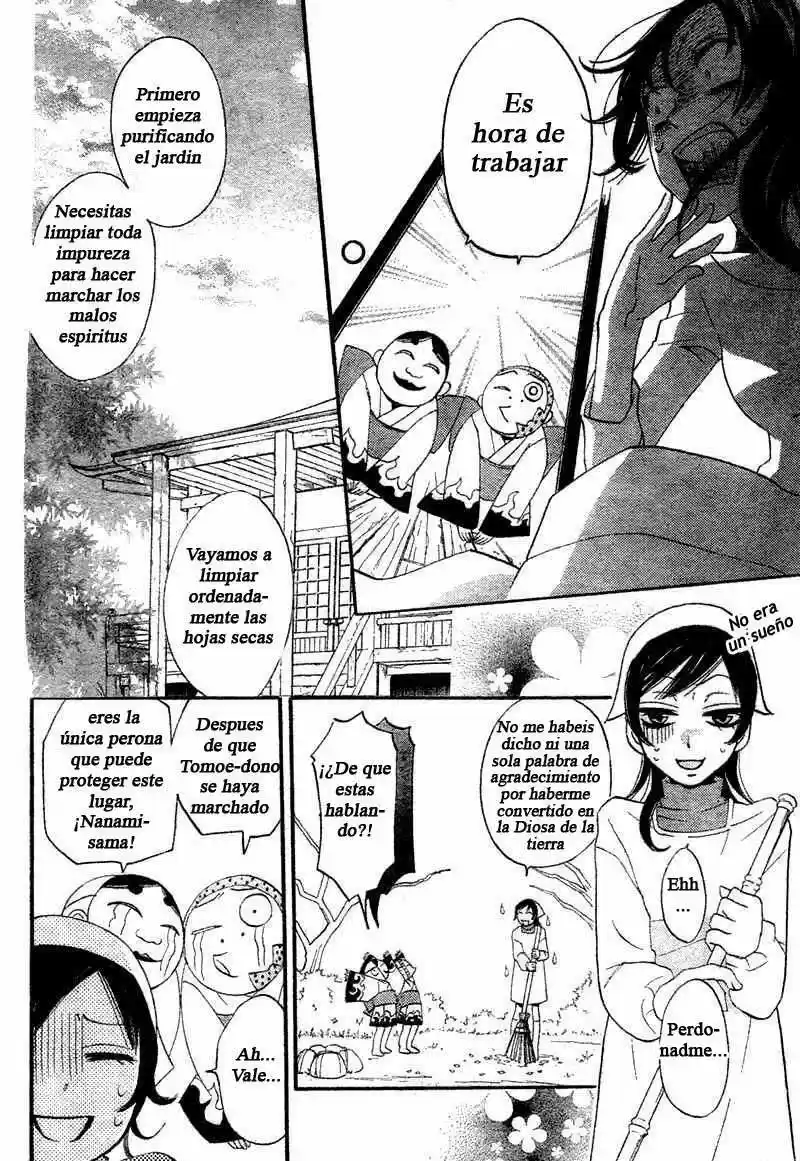 Es
hora de
trabajar
Primero
empieza
purificando
el jardin
Necesitas
limpiar toda
impureza
para hacer
marchar los
malos
espiritus
Vayamos a
limpiar
ordenada-
mente las
hojas secas
No era
un sueño
Ehh
...
Perdo-
nadme...
No me habeis
dicho ni una
sola palabra de
agradecimiento
por haberme
convertido en
la Diosa de la
tierra
¡¿De que
estas
hablan-
do?!
Despues
de que
Tomoe-dono
se haya
marchado
eres la
única perona
que puede
proteger este
lugar,
¡Nanami-
sama!
Ah...
Vale...